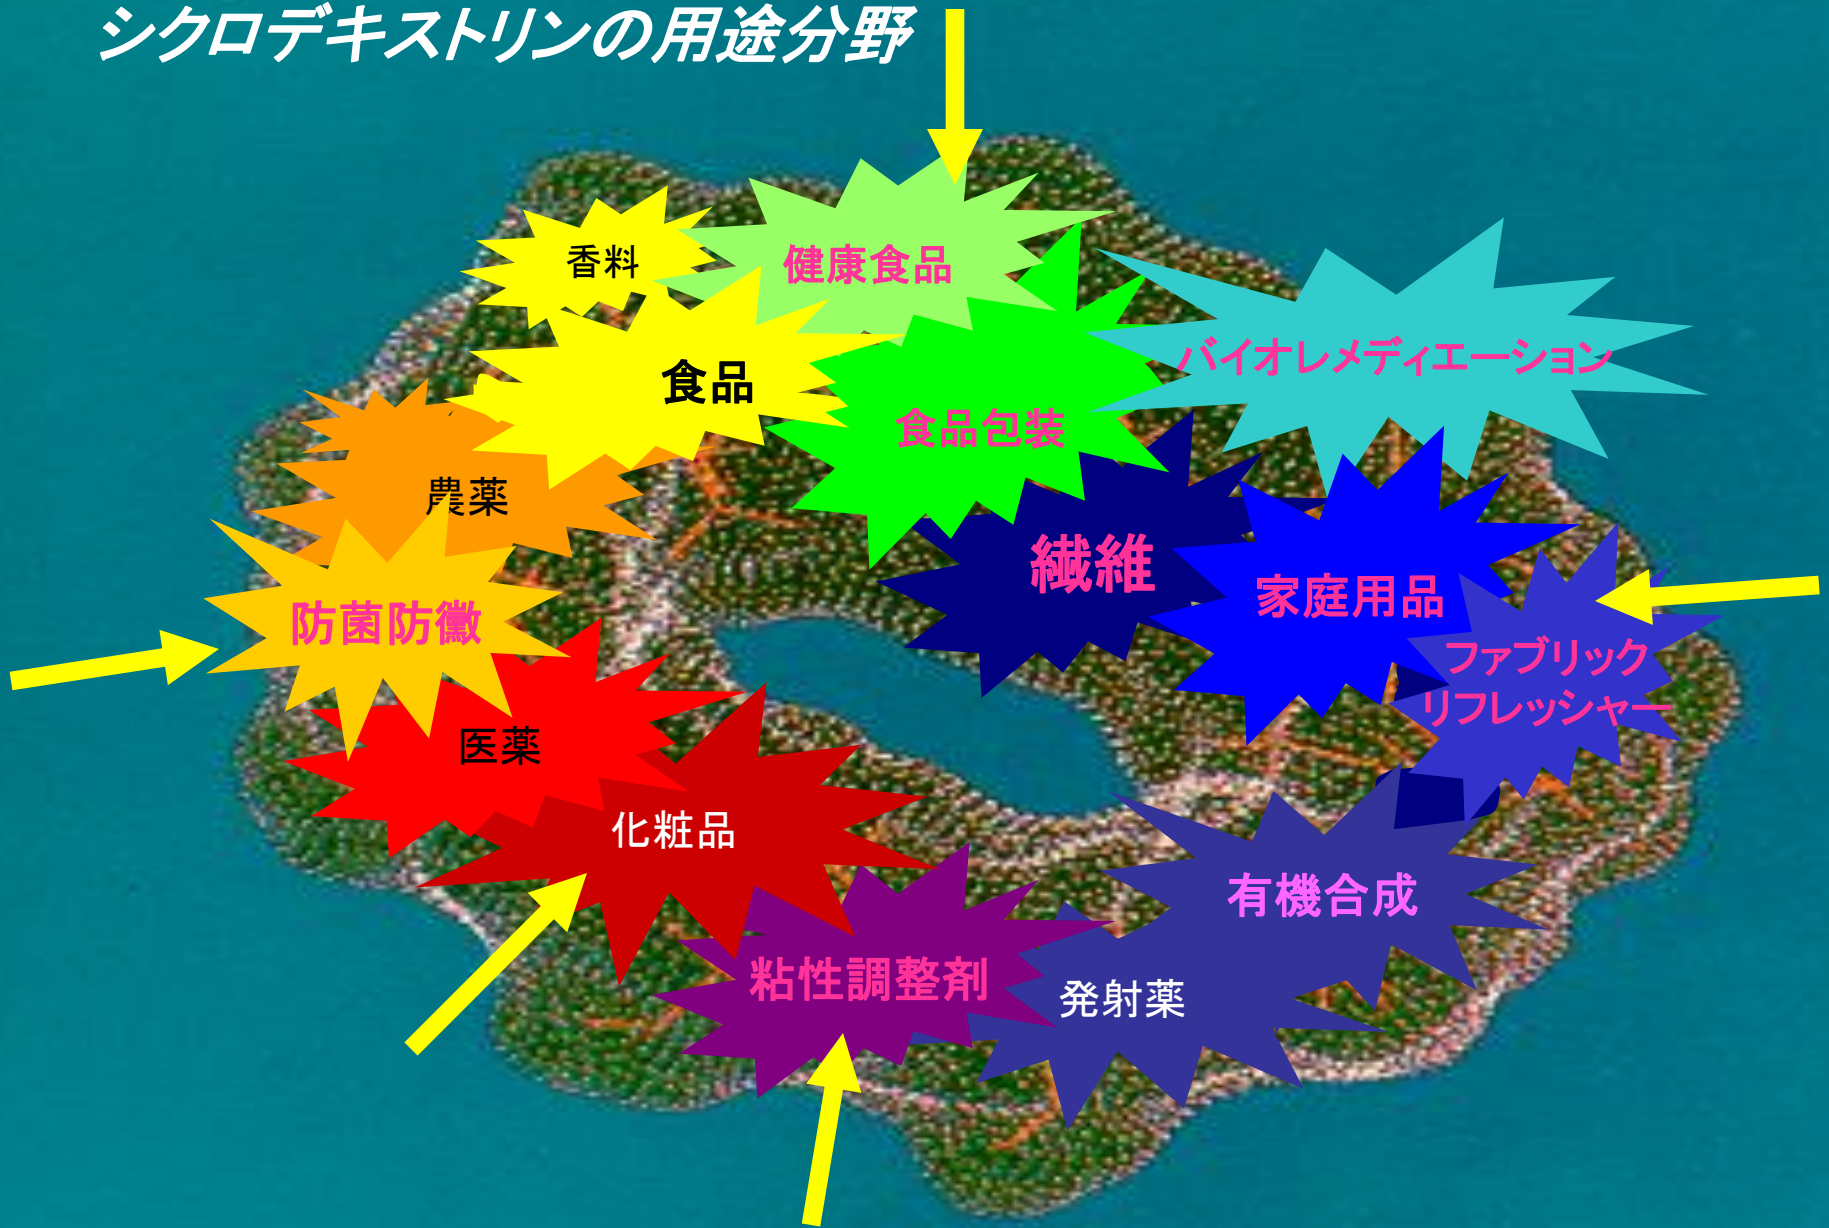 シクロデキストリンの用途分野
香料
健康食品
バイオレメディエーション
食品
食品包装
農薬
繊維
家庭用品
防菌防黴
ファブリック
リフレッシャー
医薬
化粧品
有機合成
粘性調整剤
発射薬